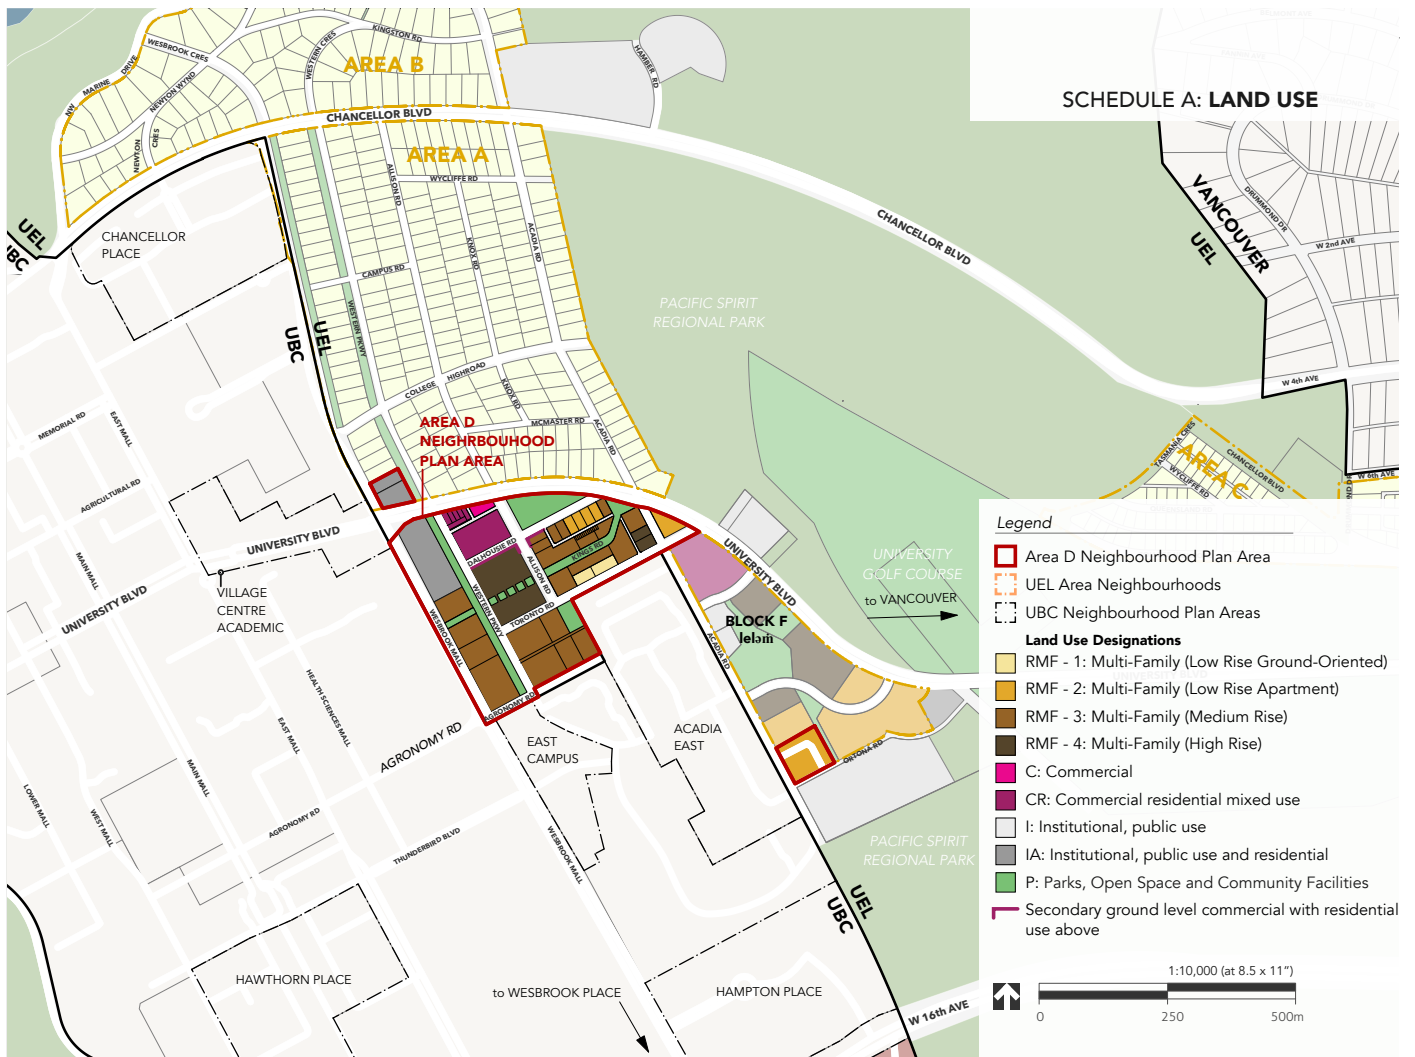 SCHEDULE A: LAND USE
KINGSTON RD
WESBROOK CRES
WESTERN CRES
AREA B
HAMBER RD
NW MARINE DRIVE
NEWTON WYND
NEWTON CRES
CHANCELLOR BLVD
AREA A
ALLISON RD
WYCLIFFE RD
KNOX RD
ACADIA RD
CAMPUS RD
WESTERN PKWY
UEL
UBC
CHANCELLOR
PLACE
UBC
UEL
CHANCELLOR BLVD
VANCOUVER
UEL
DRUMMOND DR
W 2nd AVE
W 4th AVE
W 6th AVE
PACIFIC SPIRIT
REGIONAL PARK
COLLEGE HIGHROAD
KNOX RD
MCMASTER RD
ACADIA RD
AREA D
NEIGHRBOUHOOD
PLAN AREA
MEMORIAL RD
EAST MALL
AGRICULTURAL RD
MAIN MALL
UNIVERSITY BLVD
UNIVERSITY BLVD
VILLAGE
CENTRE
ACADEMIC
TASMANIA CRES
AREA C
WYCLIFFE RD
CHANCELLOR BLVD
DALHOUSIE RD
ALLISON RD
KINGS RD
TORONTO RD
WESTERN PKWY
WESBROOK MALL
AGRONOMY RD
UNIVERSITY BLVD
UNIVERSITY
GOLF COURSE
to VANCOUVER
BLOCK F
leləm̓
ACADIA RD
ORTONA RD
HEALTH SCIENCES MALL
EAST MALL
MAIN MALL
LOWER MALL
WEST MALL
AGRONOMY RD
AGRONOMY RD
THUNDERBIRD BLVD
EAST
CAMPUS
ACADIA
EAST
WESBROOK MALL
PACIFIC SPIRIT
REGIONAL PARK
UEL
UBC
HAWTHORN PLACE
to WESBROOK PLACE
HAMPTON PLACE
W 16th AVE
Legend
Area D Neighbourhood Plan Area
UEL Area Neighbourhoods
UBC Neighbourhood Plan Areas
Land Use Designations
RMF - 1: Multi-Family (Low Rise Ground-Oriented)
RMF - 2: Multi-Family (Low Rise Apartment)
RMF - 3: Multi-Family (Medium Rise)
RMF - 4: Multi-Family (High Rise)
C: Commercial
CR: Commercial residential mixed use
I: Institutional, public use
IA: Institutional, public use and residential
P: Parks, Open Space and Community Facilities
Secondary ground level commercial with residential
use above
1:10,000 (at 8.5 x 11”)
0 250 500m